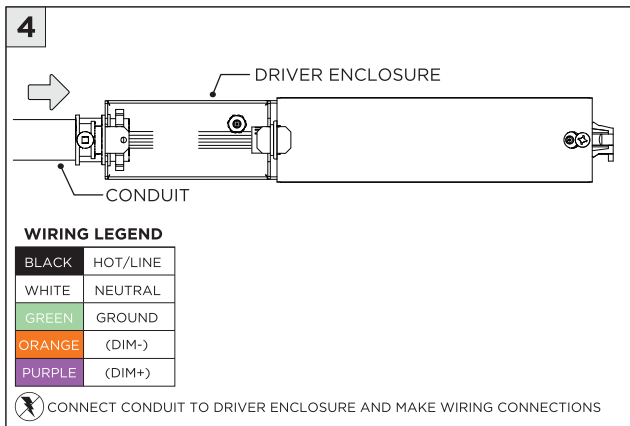 4
DRIVER ENCLOSURE
CONDUIT
WIRING LEGEND
BLACK HOT/LINE
WHITE NEUTRAL
GREEN GROUND
ORANGE (DIM-)
PURPLE (DIM+)
CONNECT CONDUIT TO DRIVER ENCLOSURE AND MAKE WIRING CONNECTIONS